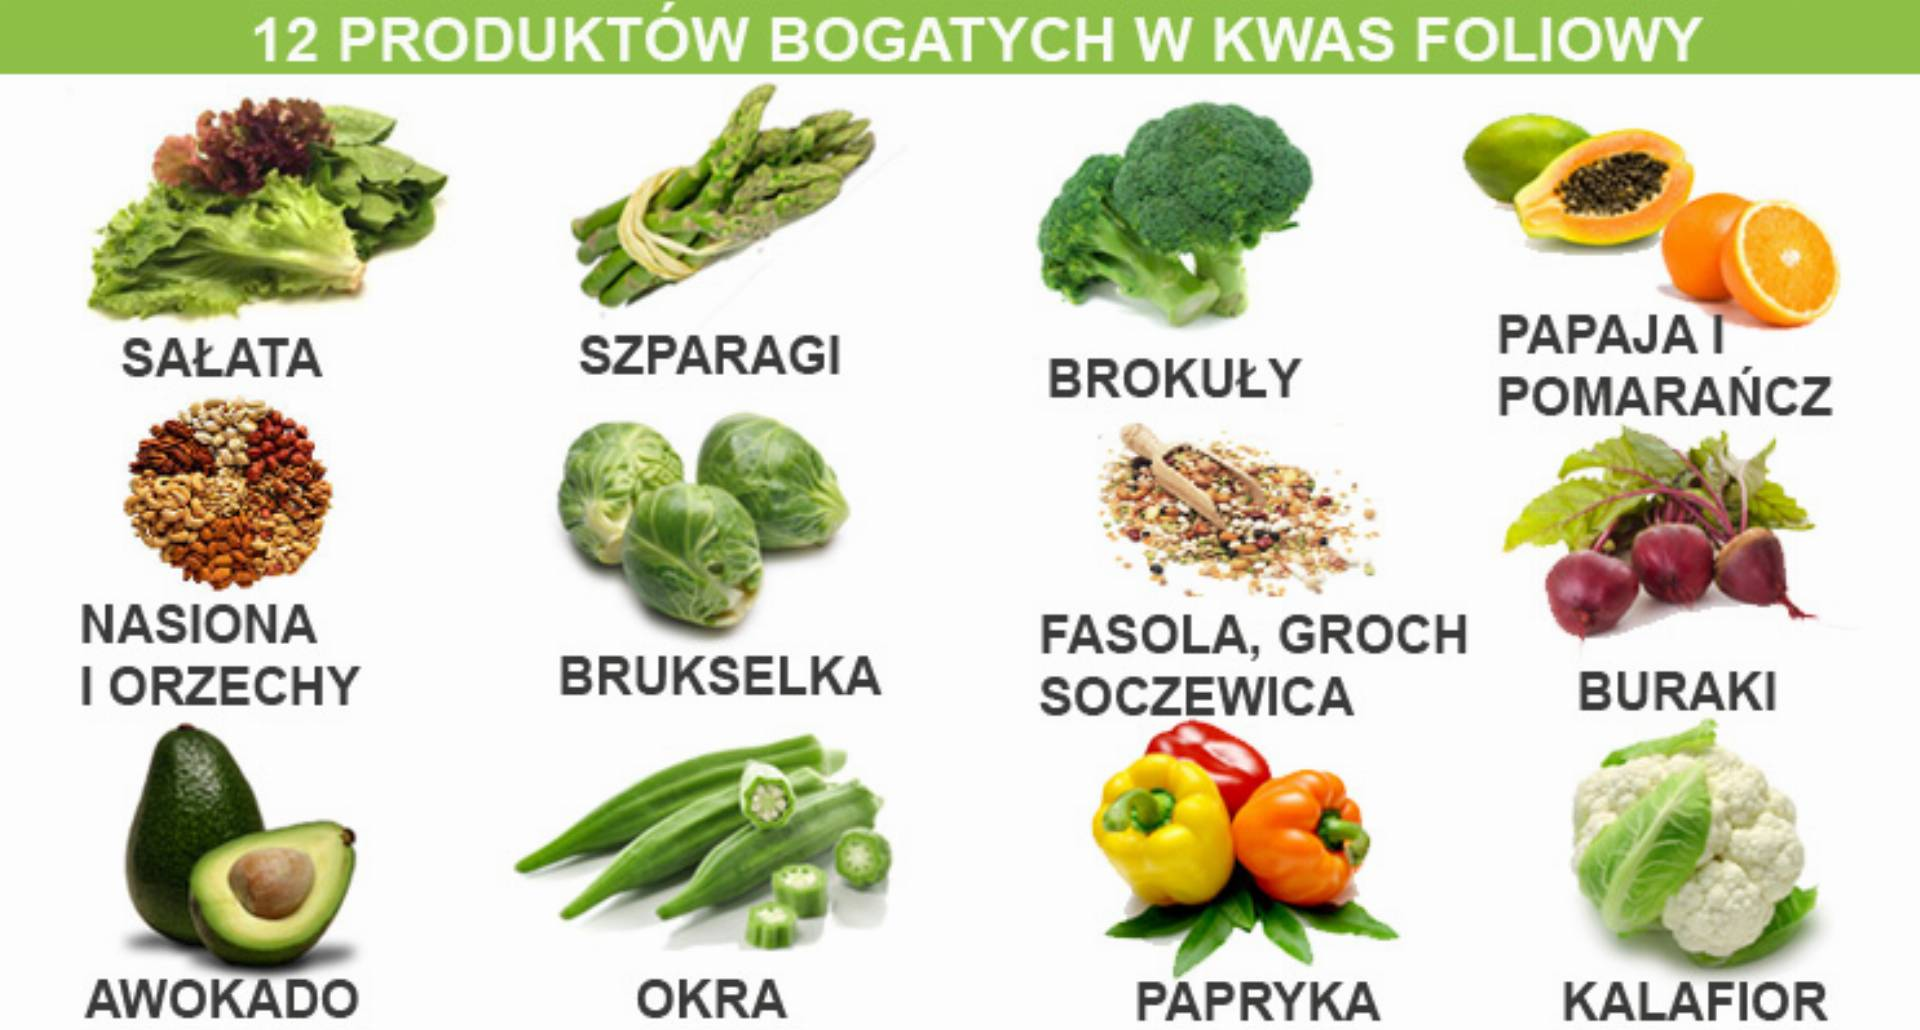 12 PRODUKTÓW BOGATYCH W KWAS FOLIOWY
SAŁATA
SZPARAGI
BROKUŁY
PAPAJA I
POMARAŃCZ
NASIONA
I ORZECHY
BRUKSELKA
FASOLA, GROCH
SOCZEWICA
BURAKI
AWOKADO
OKRA
PAPRYKA
KALAFIOR